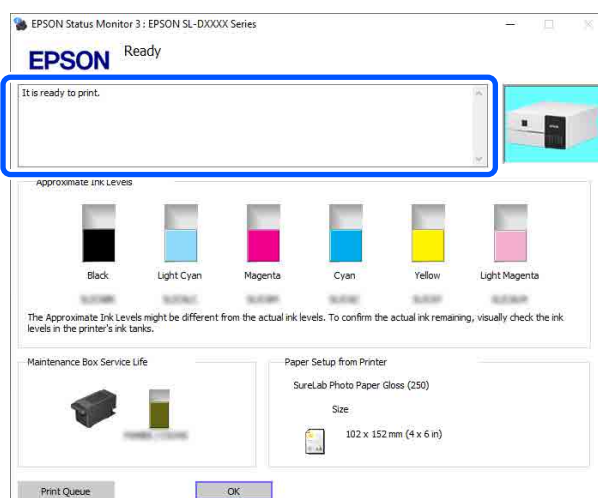 EPSON Status Monitor 3 : EPSON SL-DXXXX Series
EPSON
Ready
It is ready to print.
Approximate Ink Levels
Black
Light Cyan
Magenta
Cyan
Yellow
Light Magenta
The Approximate Ink Levels might be different from the actual ink levels. To confirm the actual ink remaining, visually check the ink
levels in the printer's ink tanks.
Maintenance Box Service Life
Paper Setup from Printer
SureLab Photo Paper Gloss (250)
Size
102 x 152 mm (4 x 6 in)
Print Queue
OK